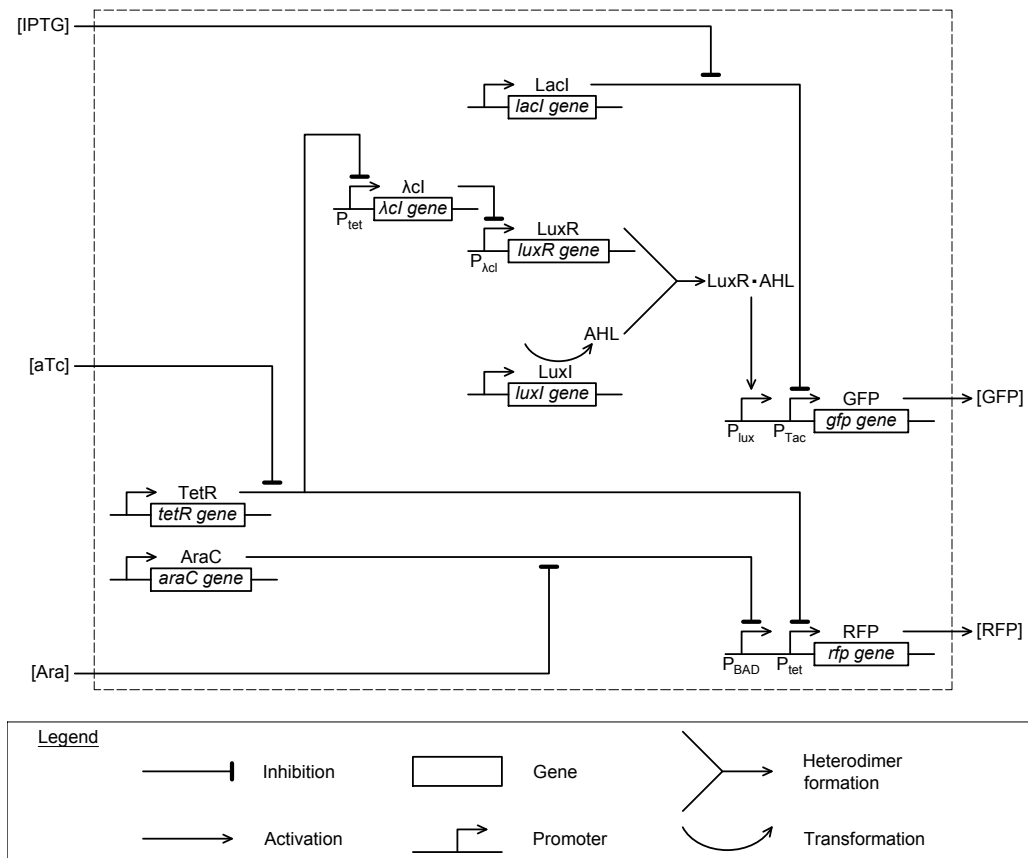 [IPTG]
LacI
lacI gene
λcI
λcI gene
Ptet
LuxR
luxR gene
PλcI
LuxR▪AHL
AHL
[aTc]
LuxI
luxI gene
GFP
[GFP]
gfp gene
Plux
PTac
TetR
tetR gene
AraC
araC gene
RFP
[RFP]
rfp gene
PBAD
Ptet
[Ara]
Legend
Inhibition
Gene
Heterodimer
formation
Activation
Promoter
Transformation